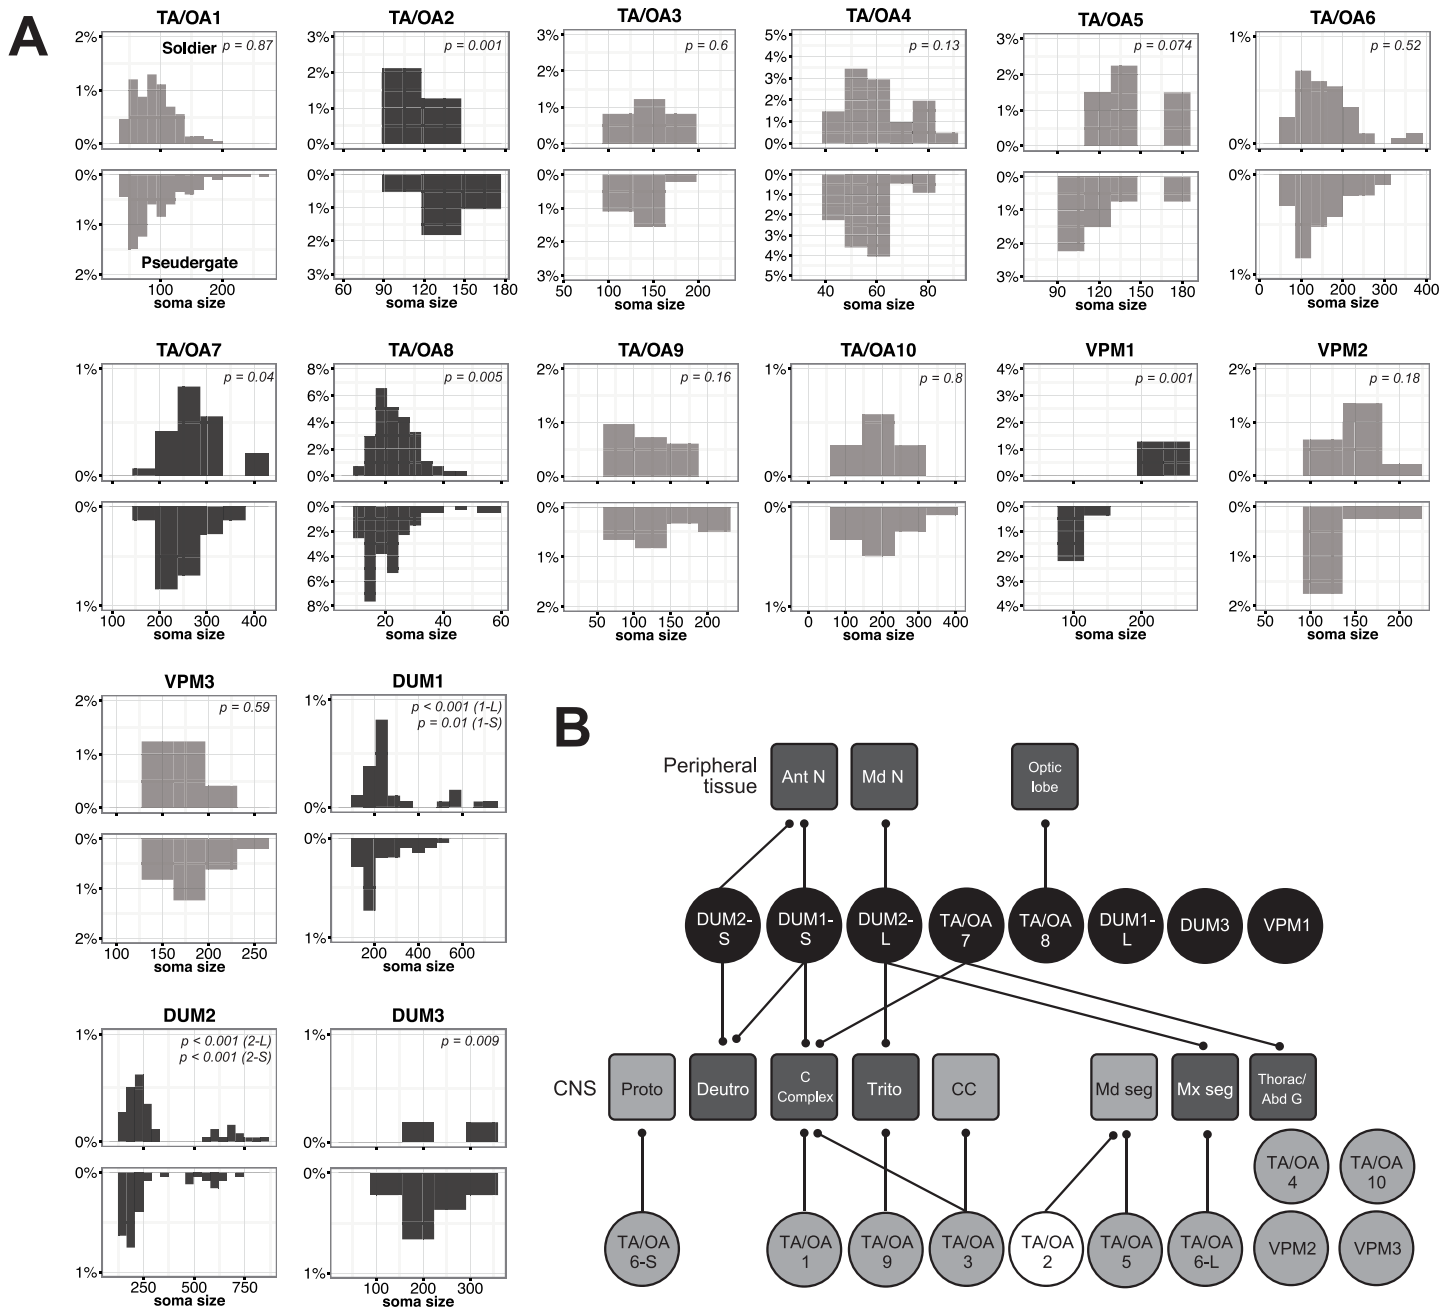 A
TA/OA1
TA/OA2
TA/OA3
TA/OA4
TA/OA5
TA/OA6
2%
1%
0%
Soldier
p = 0.87
0%
1%
2%
Pseudergate
100
200
soma size
3%
2%
1%
0%
p = 0.001
0%
1%
2%
3%
60
90
120
150
180
soma size
3%
2%
1%
0%
p = 0.6
0%
1%
2%
3%
50
100
150
200
soma size
5%
4%
3%
2%
1%
0%
p = 0.13
0%
1%
2%
3%
4%
5%
40
60
80
soma size
3%
2%
1%
0%
p = 0.074
0%
1%
2%
3%
90
120
150
180
soma size
1%
0%
p = 0.52
0%
1%
0
100
200
300
400
soma size
TA/OA7
TA/OA8
TA/OA9
TA/OA10
VPM1
VPM2
1%
0%
p = 0.04
0%
1%
100
200
300
400
soma size
8%
6%
4%
2%
0%
p = 0.005
0%
2%
4%
6%
8%
20
40
60
soma size
2%
1%
0%
p = 0.16
0%
1%
2%
50
100
150
200
soma size
1%
0%
p = 0.8
0%
1%
0
100
200
300
400
soma size
4%
3%
2%
1%
0%
p = 0.001
0%
1%
2%
3%
4%
100
200
soma size
2%
1%
0%
p = 0.18
0%
1%
2%
50
100
150
200
soma size
VPM3
DUM1
2%
1%
0%
p = 0.59
0%
1%
2%
100
150
200
250
soma size
1%
0%
p < 0.001 (1-L)
p = 0.01 (1-S)
0%
1%
200
400
600
soma size
DUM2
DUM3
1%
0%
p < 0.001 (2-L)
p < 0.001 (2-S)
0%
1%
250
500
750
soma size
1%
0%
p = 0.009
0%
1%
100
200
300
soma size
B
Peripheral
tissue
Ant N
Md N
Optic
lobe
DUM2-
S
DUM1-
S
DUM2-
L
TA/OA
7
TA/OA
8
DUM1-
L
DUM3
VPM1
CNS
Proto
Deutro
C
Complex
Trito
CC
Md seg
Mx seg
Thorac/
Abd G
TA/OA
4
TA/OA
10
TA/OA
6-S
TA/OA
1
TA/OA
9
TA/OA
3
TA/OA
2
TA/OA
5
TA/OA
6-L
VPM2
VPM3